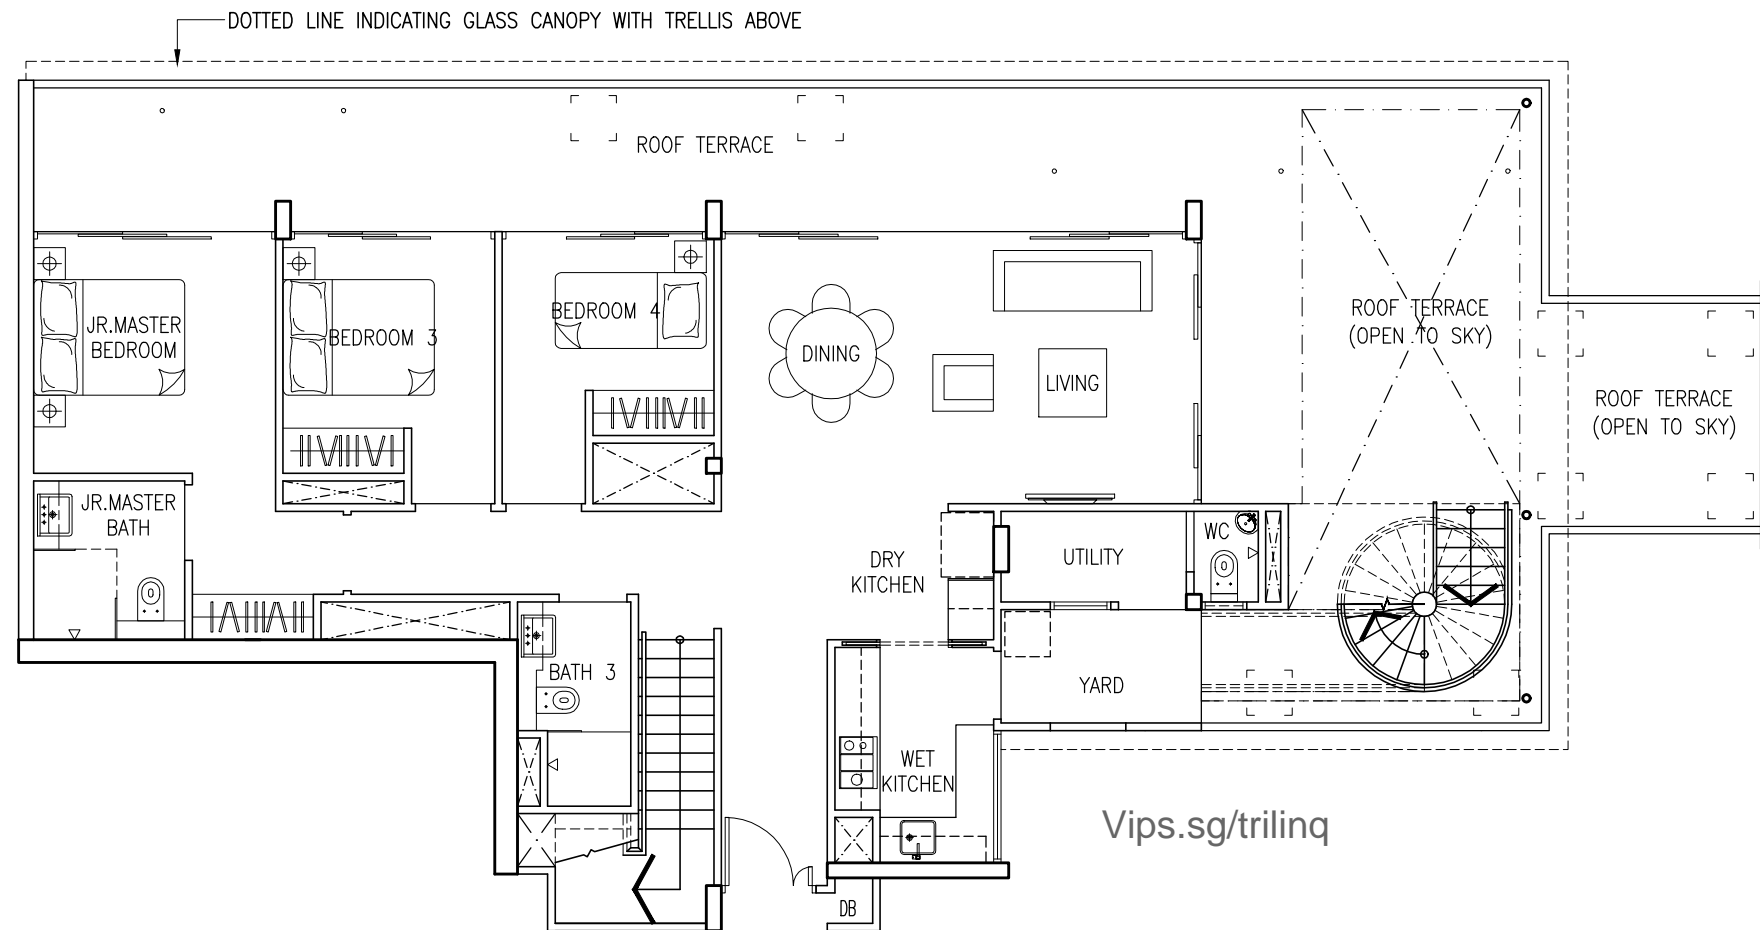 DOTTED LINE INDICATING GLASS CANOPY WITH TRELLIS ABOVE
ROOF TERRACE
JR.MASTER
BEDROOM
BEDROOM 3
BEDROOM 4
DINING
LIVING
ROOF TERRACE
(OPEN TO SKY)
ROOF TERRACE
(OPEN TO SKY)
JR.MASTER
BATH
DRY
KITCHEN
UTILITY
WC
BATH 3
YARD
WET
KITCHEN
DB
Vips.sg/trilinq